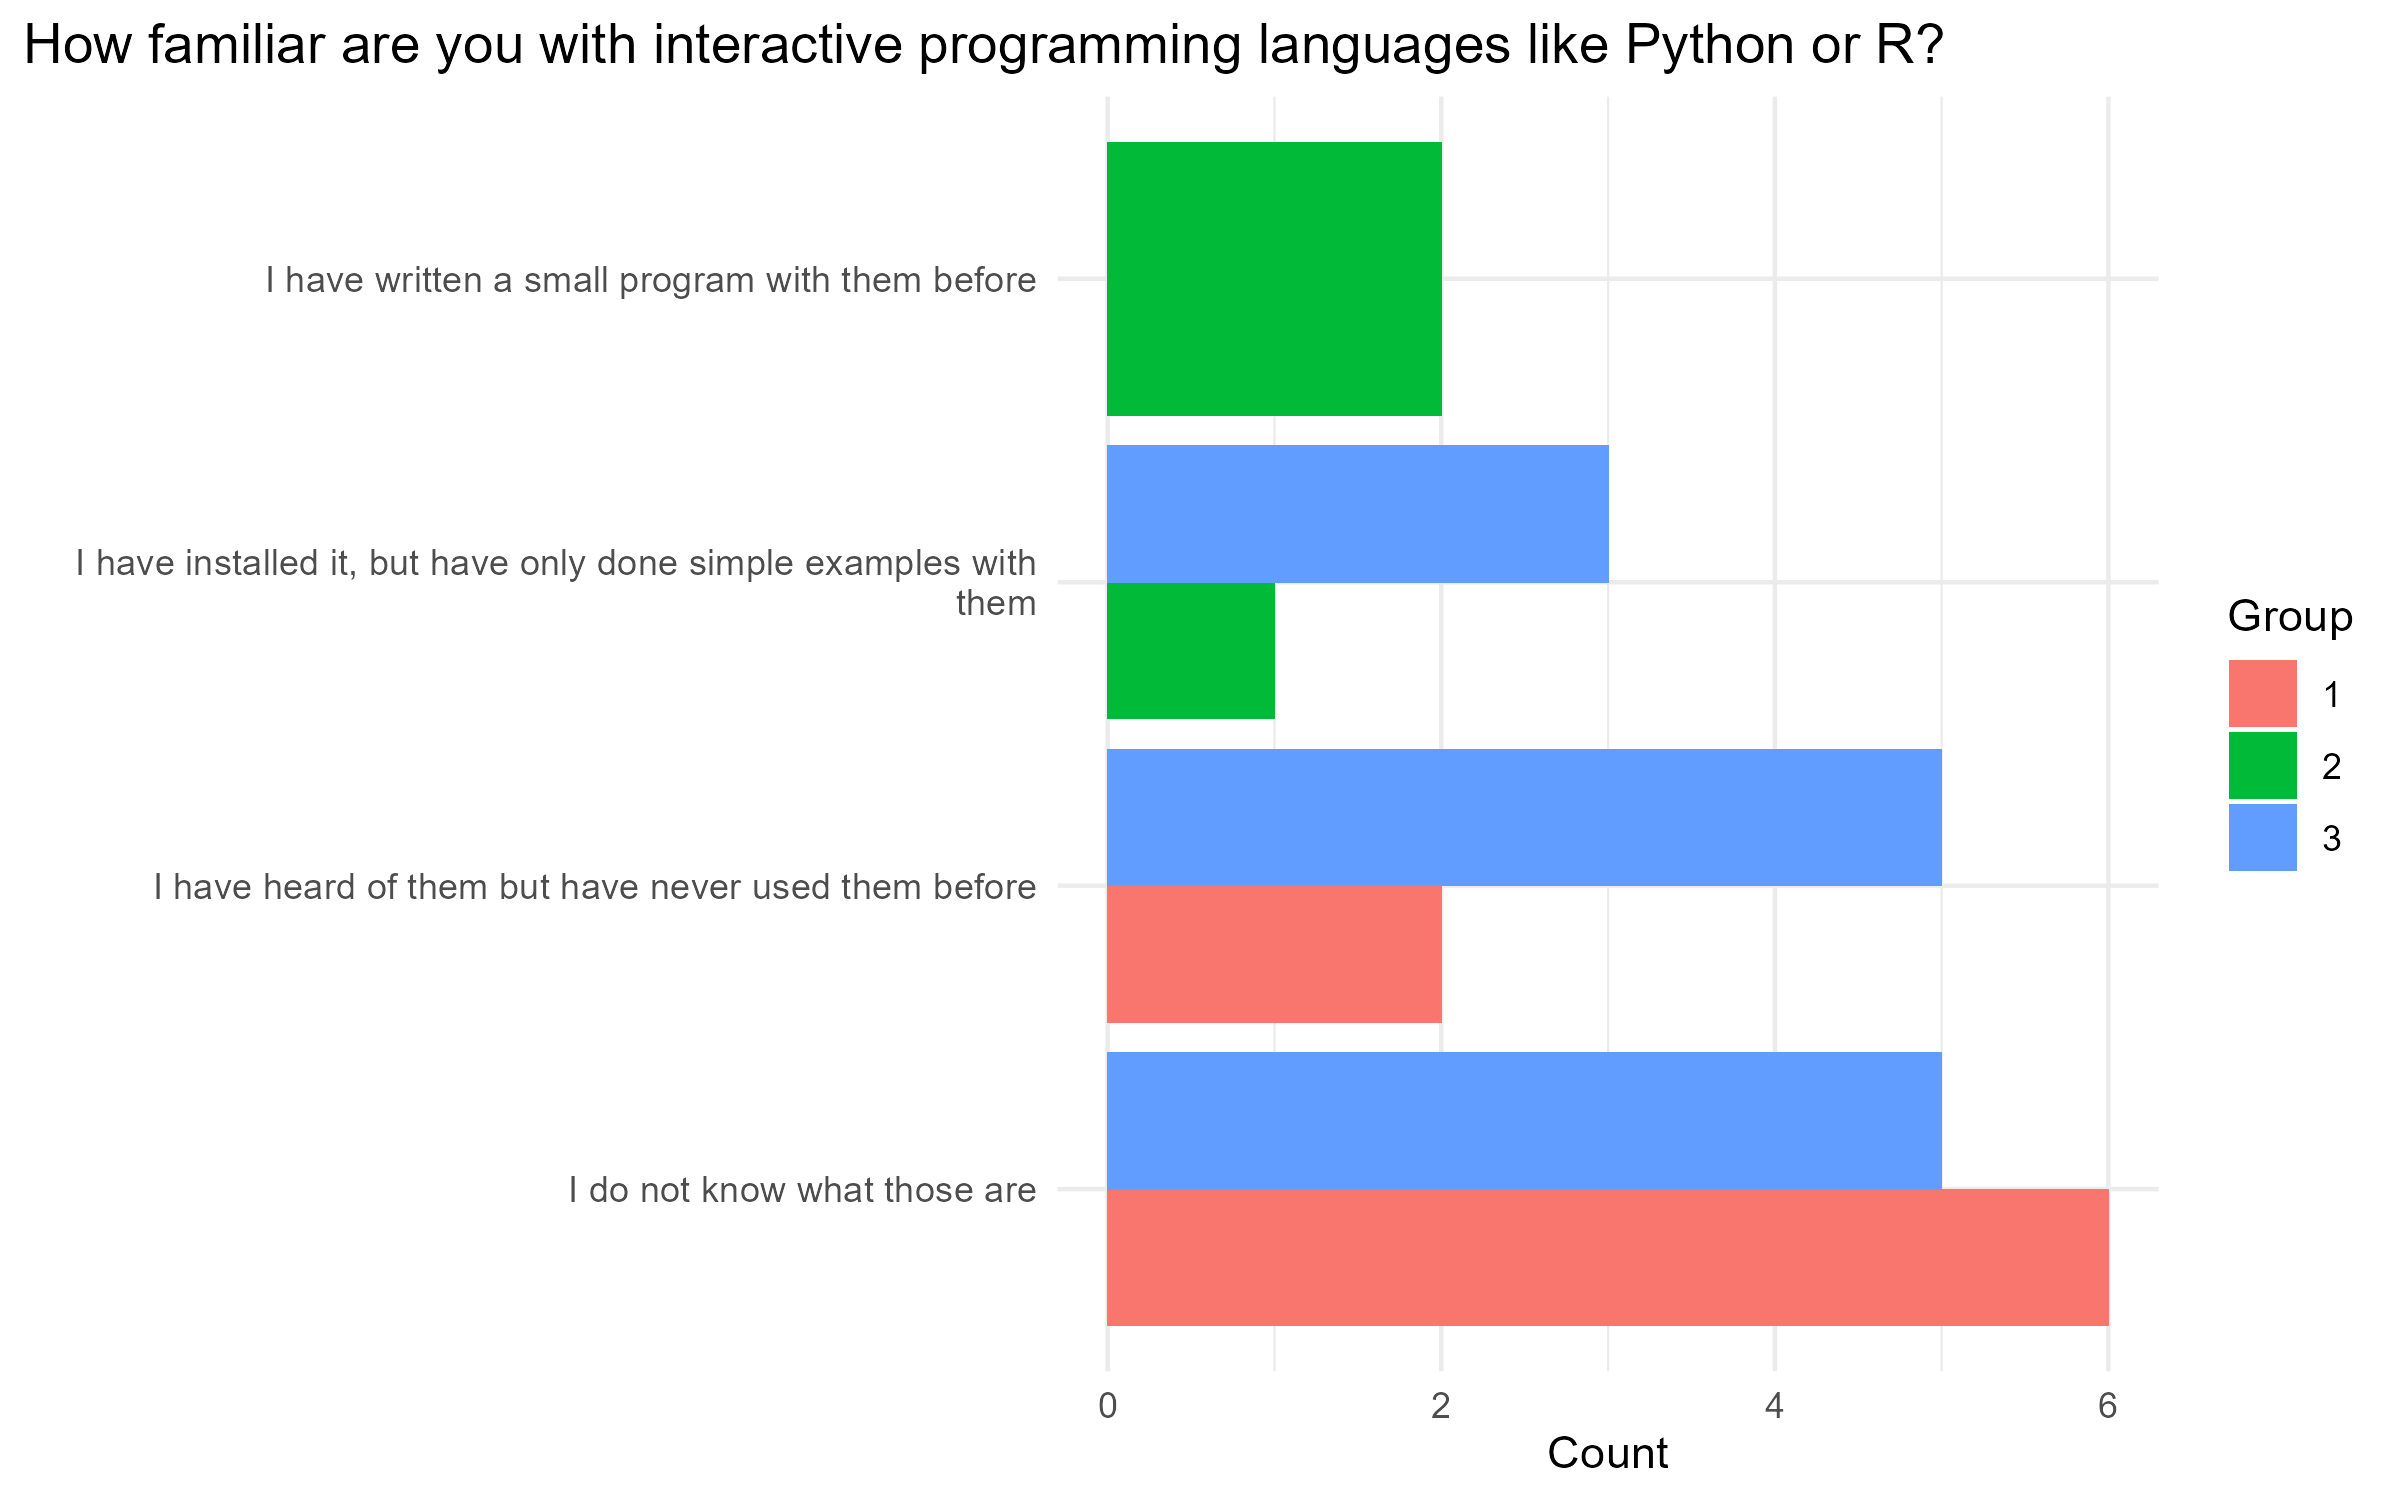 How familiar are you with interactive programming languages like Python or R?
I have written a small program with them before
I have installed it, but have only done simple examples with
them
I have heard of them but have never used them before
I do not know what those are
0 2 4 6
Count
Group
1
2
3